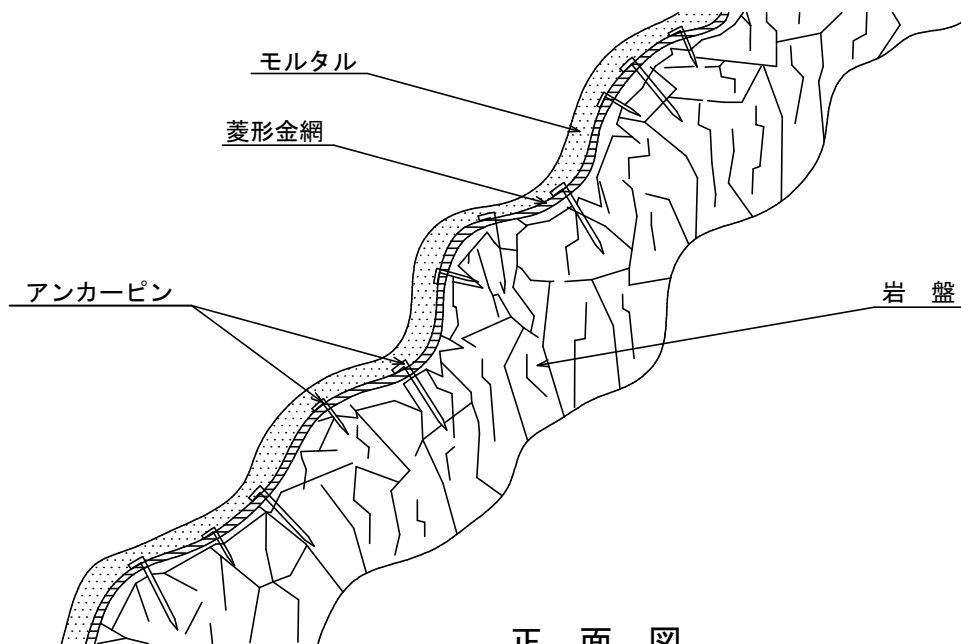 モルタル
菱形金網
アンカーピン
岩　盤
正　面　図